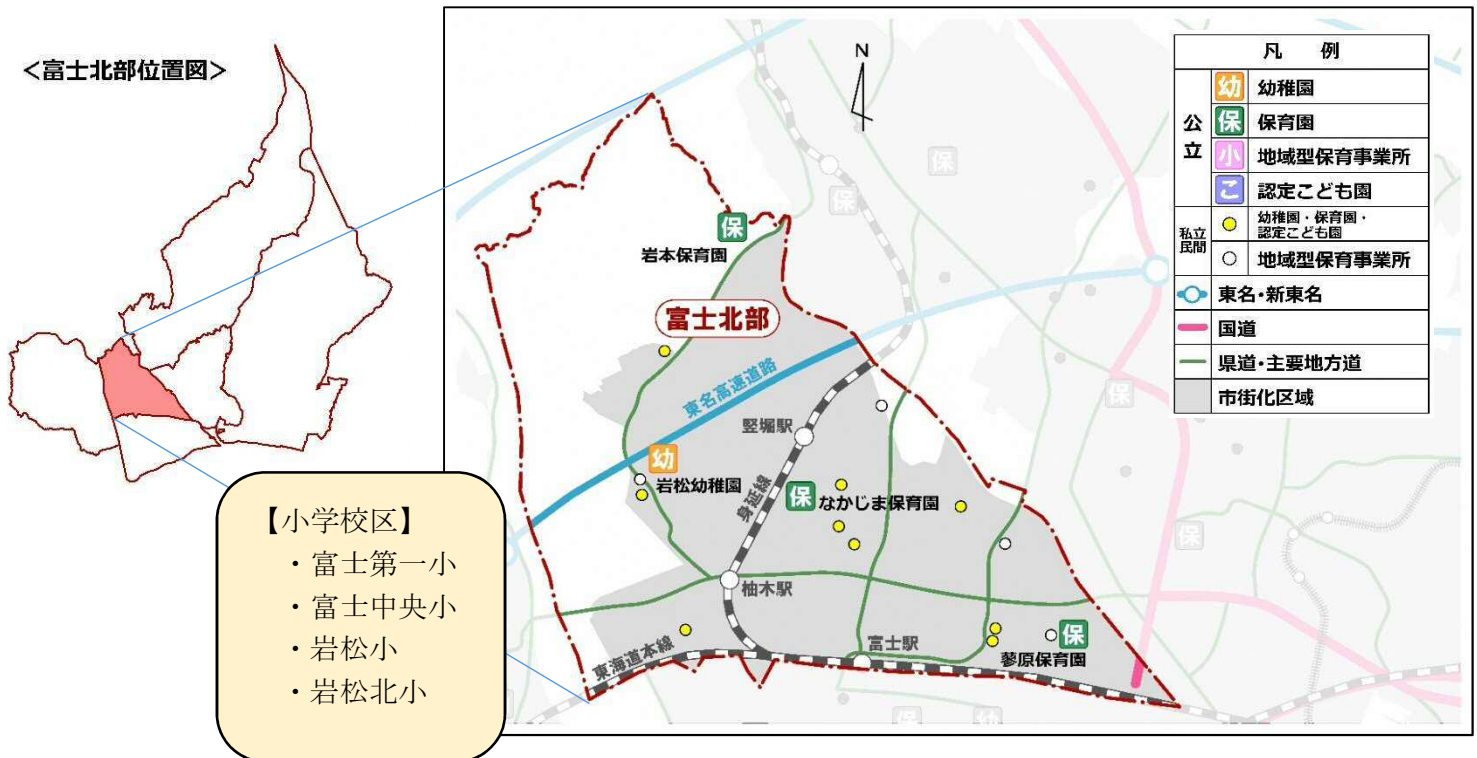 <富士北部位置図>
【小学校区】
・富士第一小
・富士中央小
・岩松小
・岩松北小
N
保
保
保
岩本保育園
富士北部
東名高速道路
竪堀駅
幼
岩松幼稚園
身延線
保
なかじま保育園
保
保
柚木駅
東海道本線
富士駅
保
蓼原保育園
保
幼
保
凡 例
公立
幼 幼稚園
保 保育園
小 地域型保育事業所
こ 認定こども園
私立
民間
幼稚園・保育園・
認定こども園
地域型保育事業所
東名・新東名
国道
県道・主要地方道
市街化区域